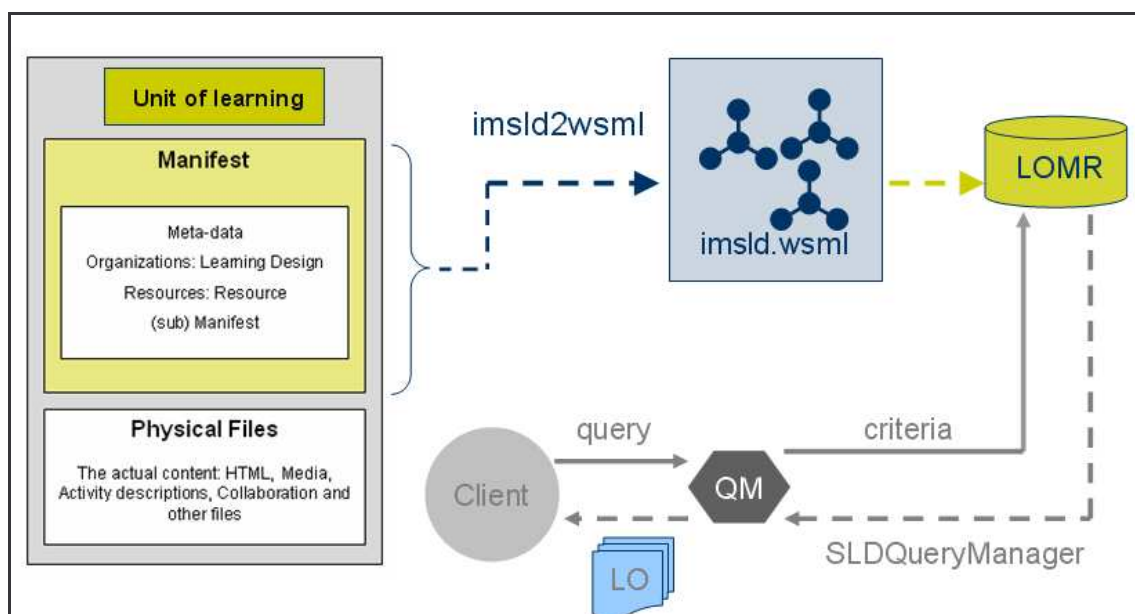 Unit of learning
Manifest
Meta-data
Organizations: Learning Design
Resources: Resource
(sub) Manifest
Physical Files
The actual content: HTML, Media,
Activity descriptions, Collaboration and
other files
imsld2wsml
imsld.wsml
LOMR
query
criteria
Client
QM
SLDQueryManager
LO